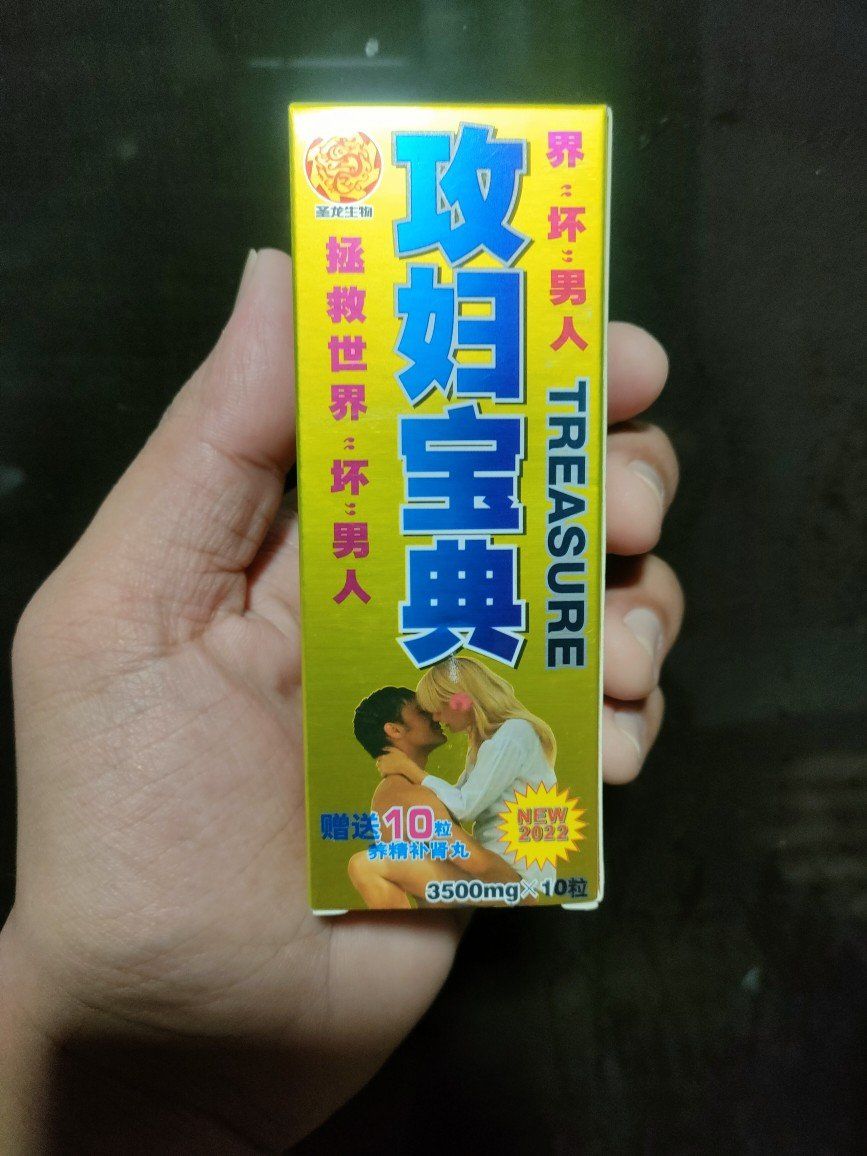 圣龙生物
拯救世界“坏”男人
攻妇宝典
界“坏”男人
TREASURE
赠送10粒
养精补肾丸
NEW
2022
3500mg×10粒